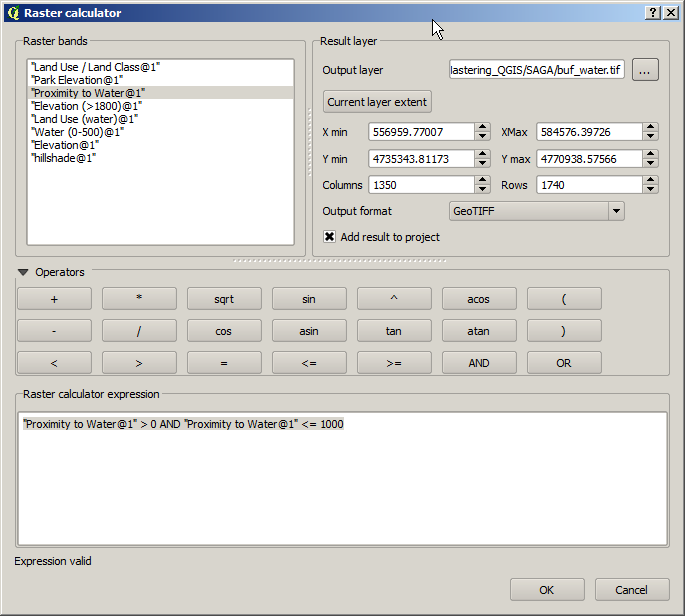 Raster calculator
Raster bands
"Land Use / Land Class@1"
"Park Elevation@1"
"Proximity to Water@1"
"Elevation (>1800)@1"
"Land Use (water)@1"
"Water (0-500)@1"
"Elevation@1"
"hillshade@1"
Result layer
Output layer lastering_QGIS/SAGA/buf_water.tif ...
Current layer extent
X min 556959.77007 XMax 584576.39726
Y min 4735343.81173 Y max 4770938.57566
Columns 1350 Rows 1740
Output format GeoTIFF
Add result to project
Operators
+ * sqrt sin ^ acos (
- / cos asin tan atan )
< > = <= >= AND OR
Raster calculator expression
"Proximity to Water@1" > 0 AND "Proximity to Water@1" <= 1000
Expression valid
OK Cancel